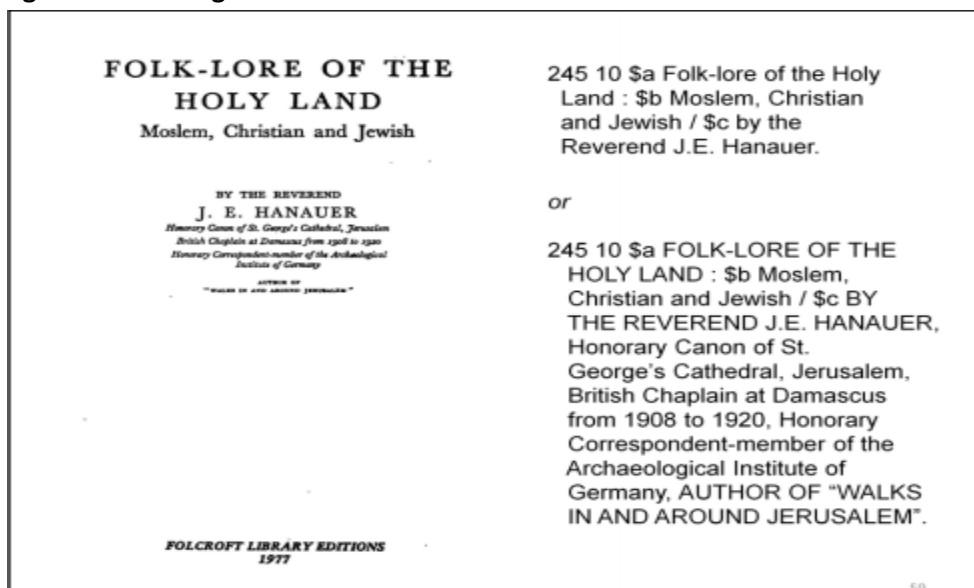 FOLK-LORE OF THE
HOLY LAND
Moslem, Christian and Jewish
BY THE REVEREND
J. E. HANAUER
Honorary Canon of St. George's Cathedral, Jerusalem
British Chaplain at Damascus from 1908 to 1920
Honorary Correspondent-member of the Archæological
Institute of Germany
AUTHOR OF
"WALKS IN AND AROUND JERUSALEM"
FOLCROFT LIBRARY EDITIONS
1977
245 10 $a Folk-lore of the Holy
Land : $b Moslem, Christian
and Jewish / $c by the
Reverend J.E. Hanauer.
or
245 10 $a FOLK-LORE OF THE
HOLY LAND : $b Moslem,
Christian and Jewish / $c BY
THE REVEREND J.E. HANAUER,
Honorary Canon of St.
George's Cathedral, Jerusalem,
British Chaplain at Damascus
from 1908 to 1920, Honorary
Correspondent-member of the
Archaeological Institute of
Germany, AUTHOR OF “WALKS
IN AND AROUND JERUSALEM”.